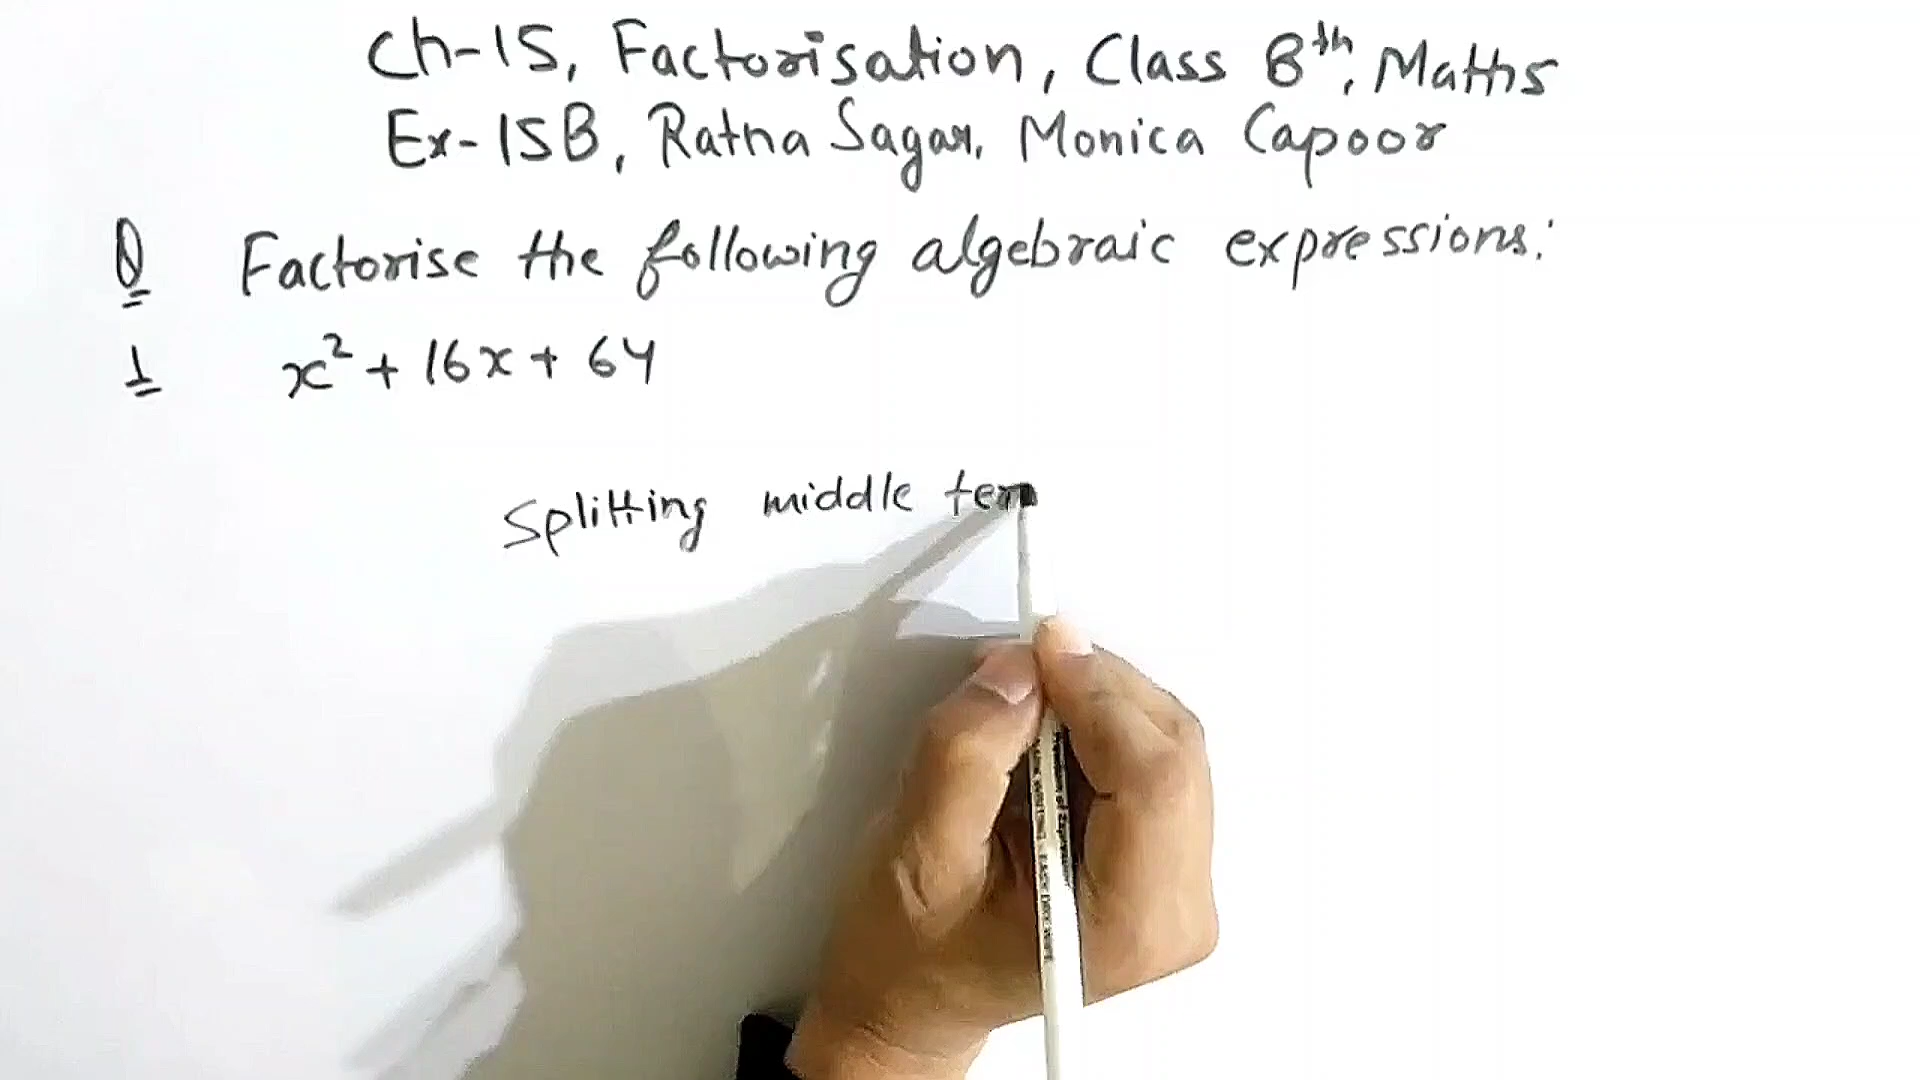 Ch-15, Factorisation, Class 8th, Maths
Ex-15B, Ratna Sagar, Monica Capoor
Q Factorise the following algebraic expressions:
1 x² + 16x + 64
Splitting middle ter